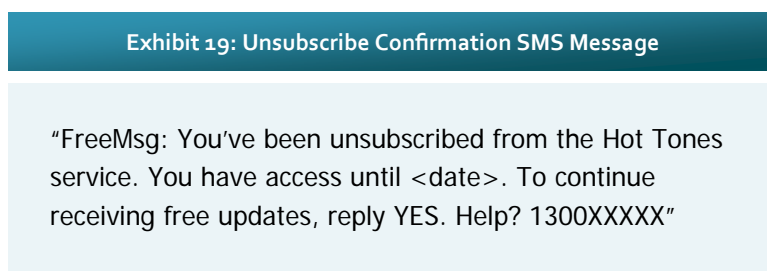 Exhibit 19: Unsubscribe Confirmation SMS Message
“FreeMsg: You’ve been unsubscribed from the Hot Tones
service. You have access until <date>. To continue
receiving free updates, reply YES. Help? 1300XXXXX”